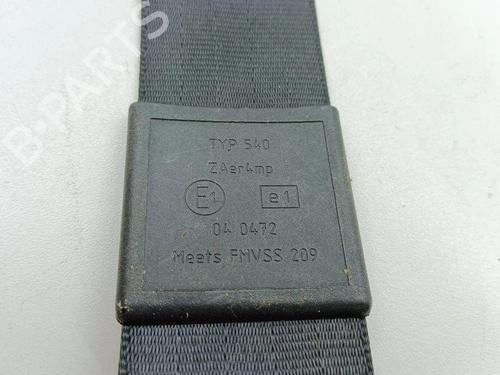 B-PARTS
TYP 540
ZAer4mp
E1 e1
04 0472
Meets FMVSS 209